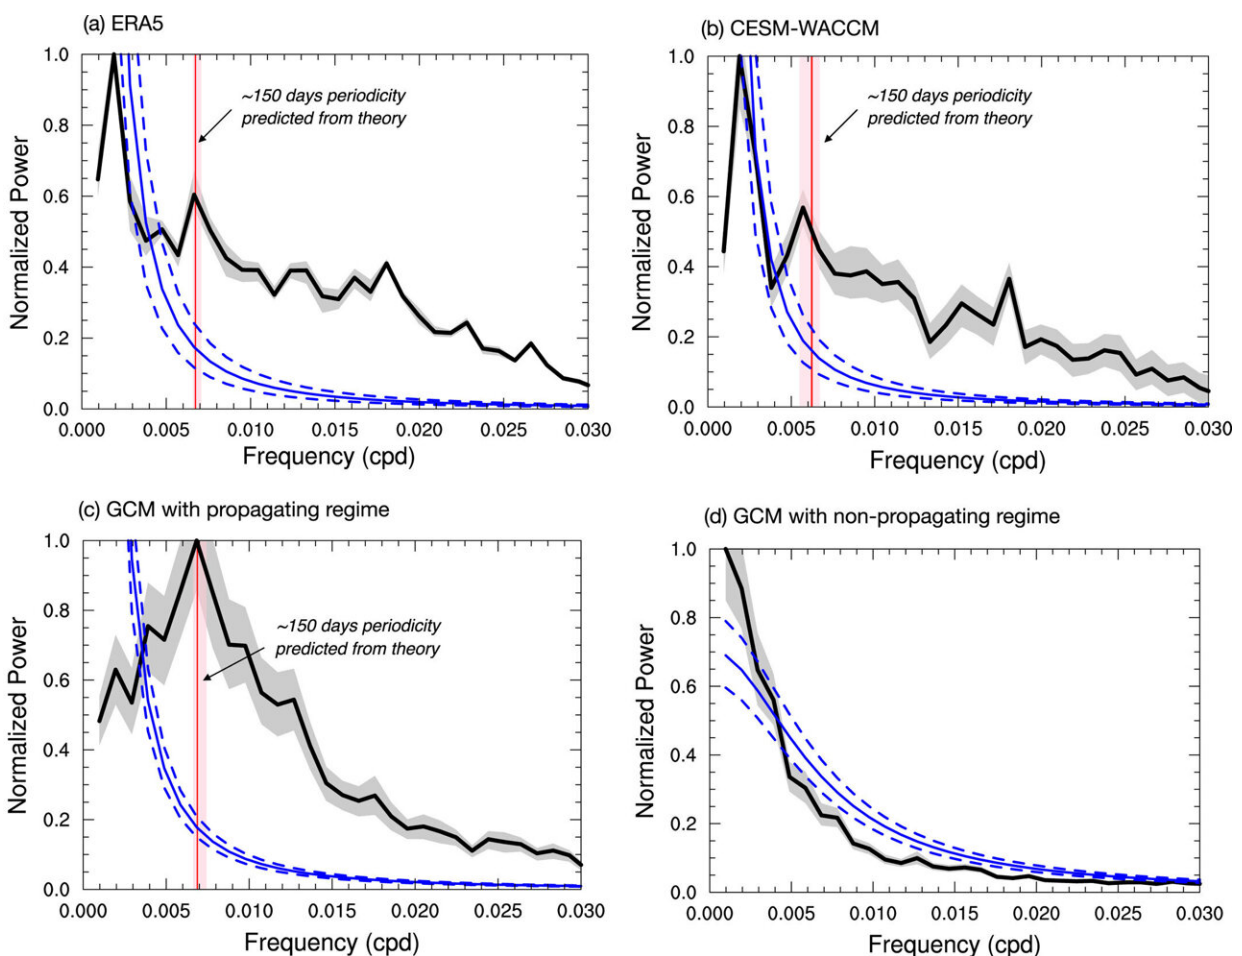 (a) ERA5
1.0
0.8
0.6
0.4
0.2
0.0
Normalized Power
~150 days periodicity
predicted from theory
0.000 0.005 0.010 0.015 0.020 0.025 0.030
Frequency (cpd)
(b) CESM-WACCM
1.0
0.8
0.6
0.4
0.2
0.0
Normalized Power
~150 days periodicity
predicted from theory
0.000 0.005 0.010 0.015 0.020 0.025 0.030
Frequency (cpd)
(c) GCM with propagating regime
1.0
0.8
0.6
0.4
0.2
0.0
Normalized Power
~150 days periodicity
predicted from theory
0.000 0.005 0.010 0.015 0.020 0.025 0.030
Frequency (cpd)
(d) GCM with non-propagating regime
1.0
0.8
0.6
0.4
0.2
0.0
Normalized Power
0.000 0.005 0.010 0.015 0.020 0.025 0.030
Frequency (cpd)